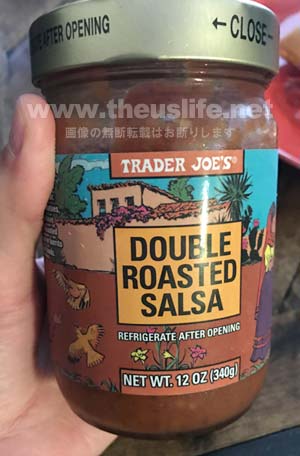 TE AFTER OPENING
←CLOSE–
www.theuslife.net
画像の無断転載はお断りします
TRADER JOE'S®
DOUBLE
ROASTED
SALSA
REFRIGERATE AFTER OPENING
NET WT. 12 OZ (340g)